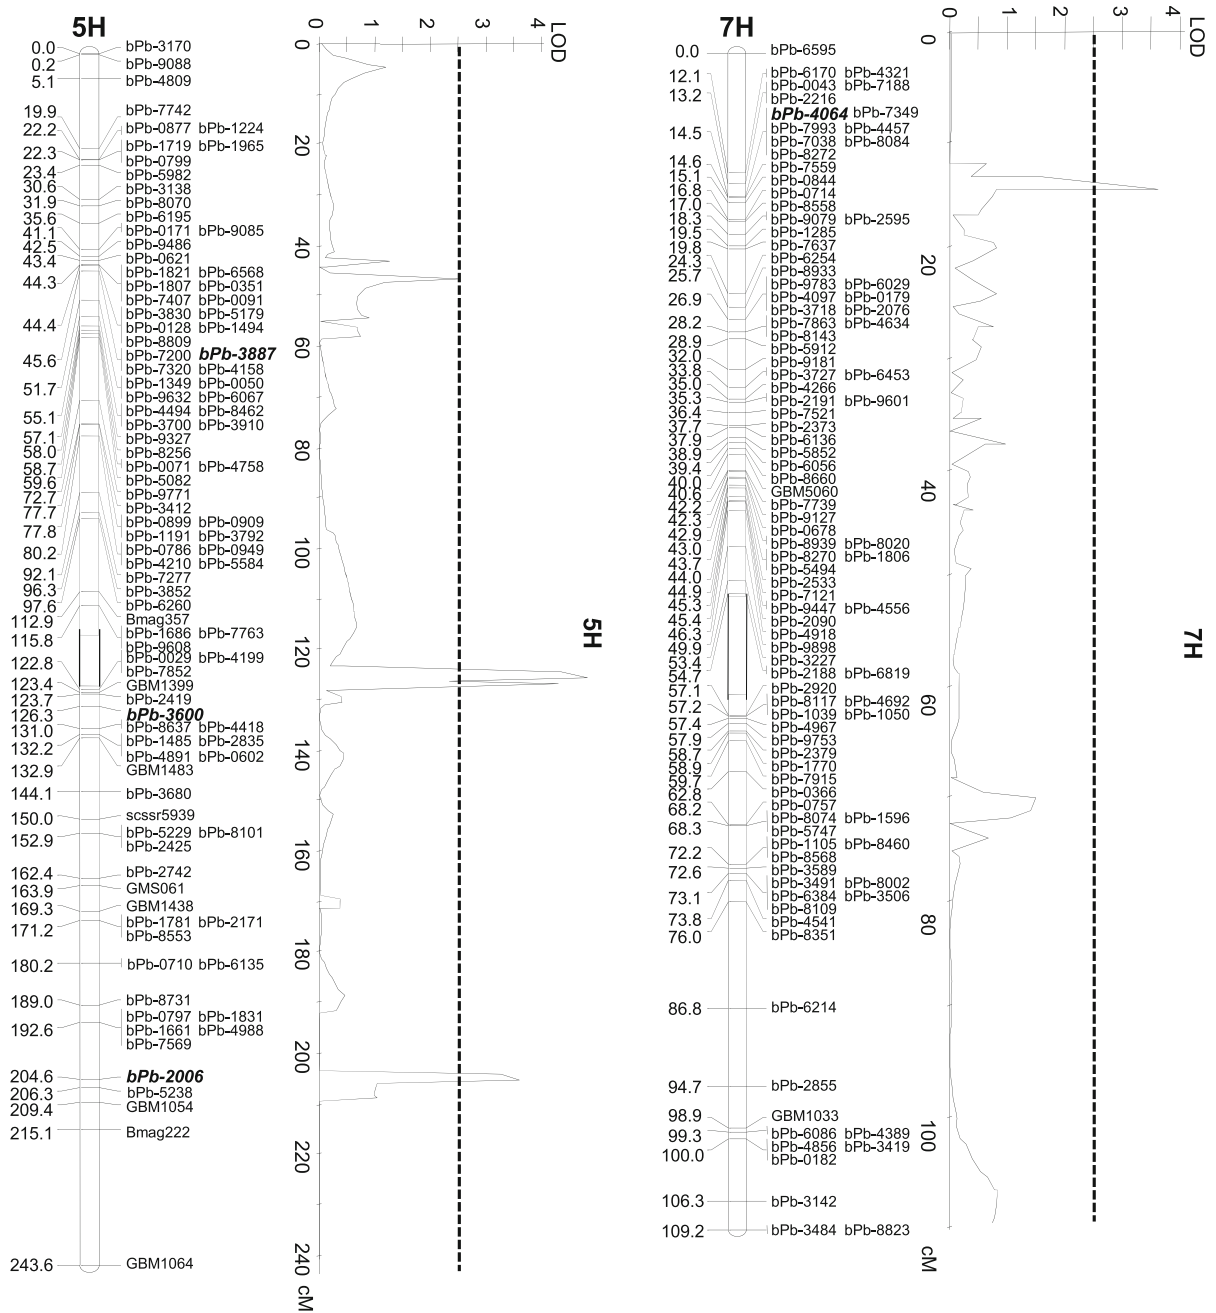 5H
0.0 bPb-3170
0.2 bPb-9088
5.1 bPb-4809
19.9 bPb-7742
22.2 bPb-0877 bPb-1224
22.3 bPb-1719 bPb-1965
bPb-0799
23.4 bPb-5982
30.6 bPb-3138
31.9 bPb-8070
35.6 bPb-6195
41.1 bPb-0171 bPb-9085
42.5 bPb-9486
43.4 bPb-0621
44.3 bPb-1821 bPb-6568
bPb-1807 bPb-0351
bPb-7407 bPb-0091
bPb-3830 bPb-5179
44.4 bPb-0128 bPb-1494
bPb-8809
45.6 bPb-7200 bPb-3887
bPb-7320 bPb-4158
51.7 bPb-1349 bPb-0050
bPb-9632 bPb-6067
55.1 bPb-4494 bPb-8462
bPb-3700 bPb-3910
57.1 bPb-9327
58.0 bPb-8256
58.7 bPb-0071 bPb-4758
59.6 bPb-5082
72.7 bPb-9771
77.7 bPb-3412
77.8 bPb-0899 bPb-0909
bPb-1191 bPb-3792
80.2 bPb-0786 bPb-0949
bPb-4210 bPb-5584
92.1 bPb-7277
96.3 bPb-3852
97.6 bPb-6260
112.9 Bmag357
115.8 bPb-1686 bPb-7763
bPb-9608
122.8 bPb-0029 bPb-4199
bPb-7852
123.4 GBM1399
123.7 bPb-2419
126.3 bPb-3600
131.0 bPb-8637 bPb-4418
132.2 bPb-1485 bPb-2835
bPb-4891 bPb-0602
132.9 GBM1483
144.1 bPb-3680
150.0 scssr5939
152.9 bPb-5229 bPb-8101
bPb-2425
162.4 bPb-2742
163.9 GMS061
169.3 GBM1438
171.2 bPb-1781 bPb-2171
bPb-8553
180.2 bPb-0710 bPb-6135
189.0 bPb-8731
192.6 bPb-0797 bPb-1831
bPb-1661 bPb-4988
bPb-7569
204.6 bPb-2006
206.3 bPb-5238
209.4 GBM1054
215.1 Bmag222
243.6 GBM1064
0 1 2 3 4 LOD
0 20 40 60 80 100 120 140 160 180 200 220 240 cM
5H
7H
0.0 bPb-6595
12.1 bPb-6170 bPb-4321
bPb-0043 bPb-7188
13.2 bPb-2216
bPb-4064 bPb-7349
14.5 bPb-7993 bPb-4457
bPb-7038 bPb-8084
bPb-8272
14.6 bPb-7559
15.1 bPb-0844
16.8 bPb-0714
17.0 bPb-8558
18.3 bPb-9079 bPb-2595
19.5 bPb-1285
19.8 bPb-7637
24.3 bPb-6254
25.7 bPb-8933
bPb-9783 bPb-6029
26.9 bPb-4097 bPb-0179
bPb-3718 bPb-2076
28.2 bPb-7863 bPb-4634
bPb-8143
28.9 bPb-5912
32.0 bPb-9181
33.8 bPb-3727 bPb-6453
35.0 bPb-4266
35.3 bPb-2191 bPb-9601
36.4 bPb-7521
37.7 bPb-2373
37.9 bPb-6136
38.9 bPb-5852
39.4 bPb-6056
40.0 bPb-8660
40.6 GBM5060
42.2 bPb-7739
42.3 bPb-9127
42.9 bPb-0678
43.0 bPb-8939 bPb-8020
43.7 bPb-8270 bPb-1806
44.0 bPb-5494
bPb-2533
44.9 bPb-7121
45.3 bPb-9447 bPb-4556
45.4 bPb-2090
46.3 bPb-4918
49.9 bPb-9898
53.4 bPb-3227
54.7 bPb-2188 bPb-6819
57.1 bPb-2920
57.2 bPb-8117 bPb-4692
bPb-1039 bPb-1050
57.4 bPb-4967
57.9 bPb-9753
58.7 bPb-2379
58.9 bPb-1770
59.7 bPb-7915
62.8 bPb-0366
68.2 bPb-0757
68.3 bPb-8074 bPb-1596
bPb-5747
72.2 bPb-1105 bPb-8460
bPb-8568
72.6 bPb-3589
bPb-3491 bPb-8002
73.1 bPb-6384 bPb-3506
bPb-8109
73.8 bPb-4541
76.0 bPb-8351
86.8 bPb-6214
94.7 bPb-2855
98.9 GBM1033
99.3 bPb-6086 bPb-4389
100.0 bPb-4856 bPb-3419
bPb-0182
106.3 bPb-3142
109.2 bPb-3484 bPb-8823
0 1 2 3 4 LOD
0 20 40 60 80 100 cM
7H